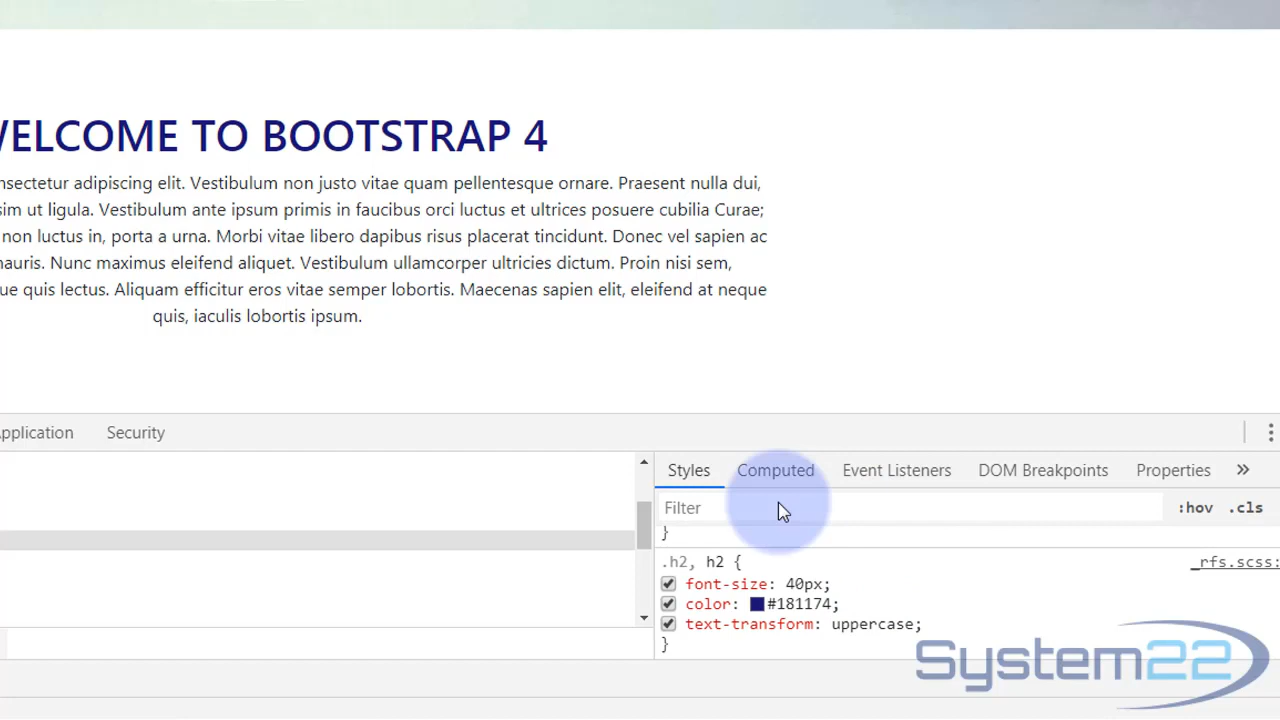 WELCOME TO BOOTSTRAP 4
nsectetur adipiscing elit. Vestibulum non justo vitae quam pellentesque ornare. Praesent nulla dui,
sim ut ligula. Vestibulum ante ipsum primis in faucibus orci luctus et ultrices posuere cubilia Curae;
non luctus in, porta a urna. Morbi vitae libero dapibus risus placerat tincidunt. Donec vel sapien ac
mauris. Nunc maximus eleifend aliquet. Vestibulum ullamcorper ultricies dictum. Proin nisi sem,
ue quis lectus. Aliquam efficitur eros vitae semper lobortis. Maecenas sapien elit, eleifend at neque
quis, iaculis lobortis ipsum.
Application Security
Styles Computed Event Listeners DOM Breakpoints Properties »
Filter :hov .cls
}
.h2, h2 { _rfs.scss:
font-size: 40px;
color: #181174;
text-transform: uppercase;
}
System22